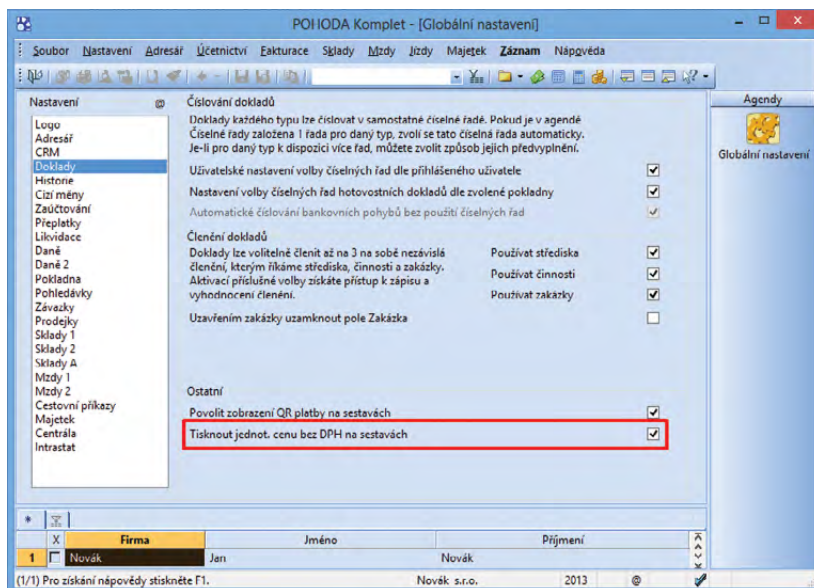 POHODA Komplet - [Globální nastavení]
Soubor Nastavení Adresář Účetnictví Fakturace Sklady Mzdy Jízdy Majetek Záznam Nápověda
Nastavení @
Logo
Adresář
CRM
Doklady
Historie
Cizí měny
Zaúčtování
Přeplatky
Likvidace
Daně
Daně 2
Pokladna
Pohledávky
Závazky
Prodejky
Sklady 1
Sklady 2
Sklady A
Mzdy 1
Mzdy 2
Cestovní příkazy
Majetek
Centrála
Intrastat
Číslování dokladů
Doklady každého typu lze číslovat v samostatné číselné řadě. Pokud je v agendě
Číselné řady založena 1 řada pro daný typ, zvolí se tato číselná řada automaticky.
Je-li pro daný typ k dispozici více řad, můžete zvolit způsob jejich předvyplnění.
Uživatelské nastavení volby číselných řad dle přihlášeného uživatele
Nastavení volby číselných řad hotovostních dokladů dle zvolené pokladny
Automatické číslování bankovních pohybů bez použití číselných řad
Členění dokladů
Doklady lze volitelně členit až na 3 na sobě nezávislá
členění, kterým říkáme střediska, činnosti a zakázky.
Aktivací příslušné volby získáte přístup k zápisu a
vyhodnocení členění.
Používat střediska
Používat činnosti
Používat zakázky
Uzavřením zakázky uzamknout pole Zakázka
Ostatní
Povolit zobrazení QR platby na sestavách
Tisknout jednot. cenu bez DPH na sestavách
Agendy
Globální nastavení
X Firma Jméno Příjmení
1 Novák Jan Novák
(1/1) Pro získání nápovědy stiskněte F1. Novák s.r.o. 2013 @